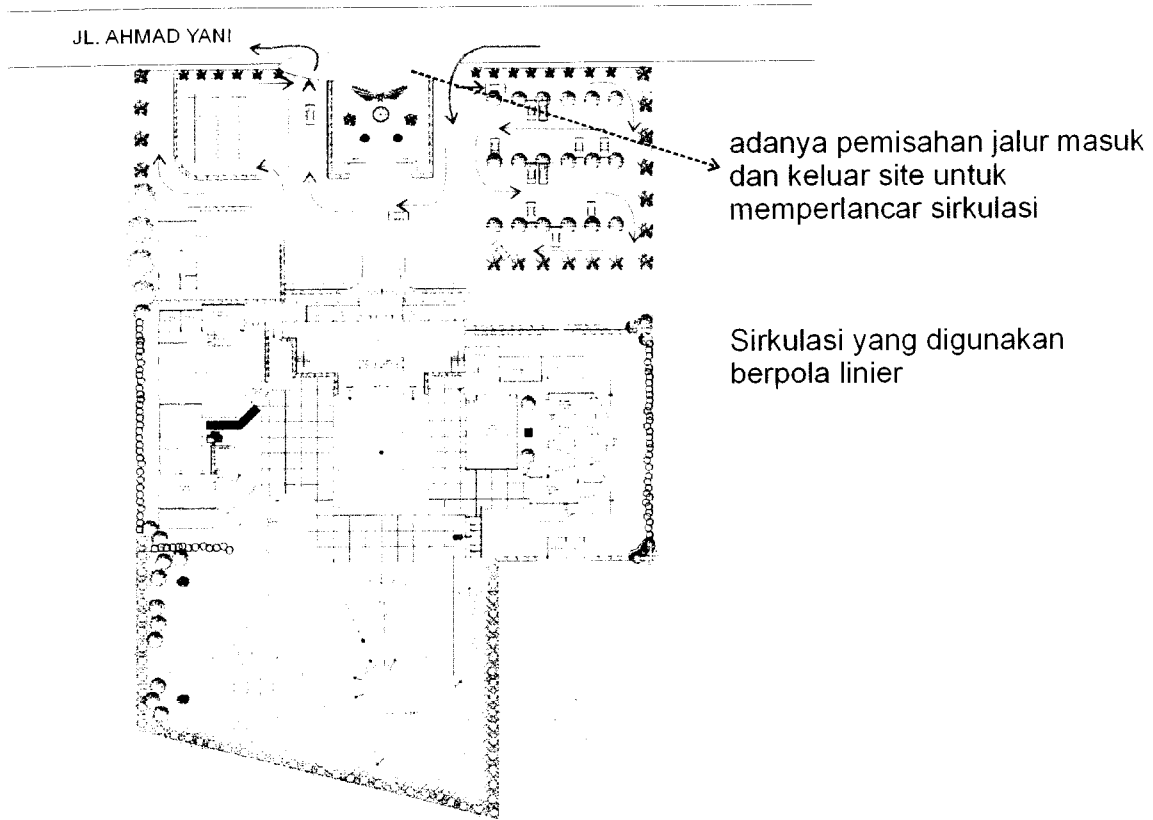 JL. AHMAD YANI
adanya pemisahan jalur masuk
dan keluar site untuk
memperlancar sirkulasi
Sirkulasi yang digunakan
berpola linier